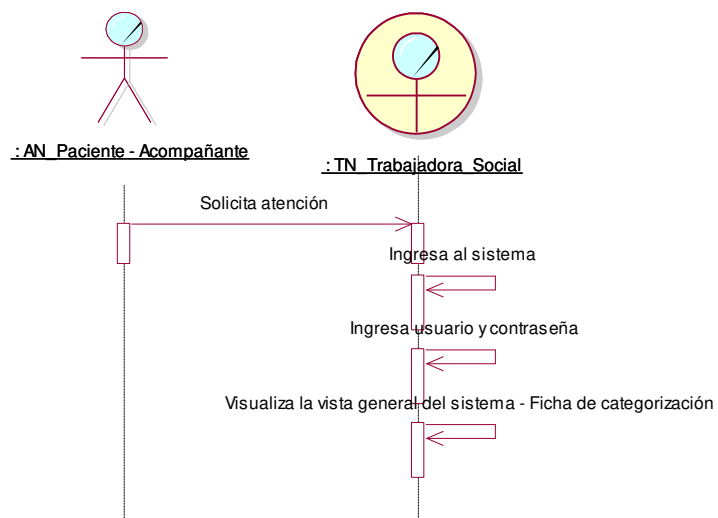 : AN_Paciente - Acompañante
: TN_Trabajadora_Social
Solicita atención
Ingresa al sistema
Ingresa usuario y contraseña
Visualiza la vista general del sistema - Ficha de categorización